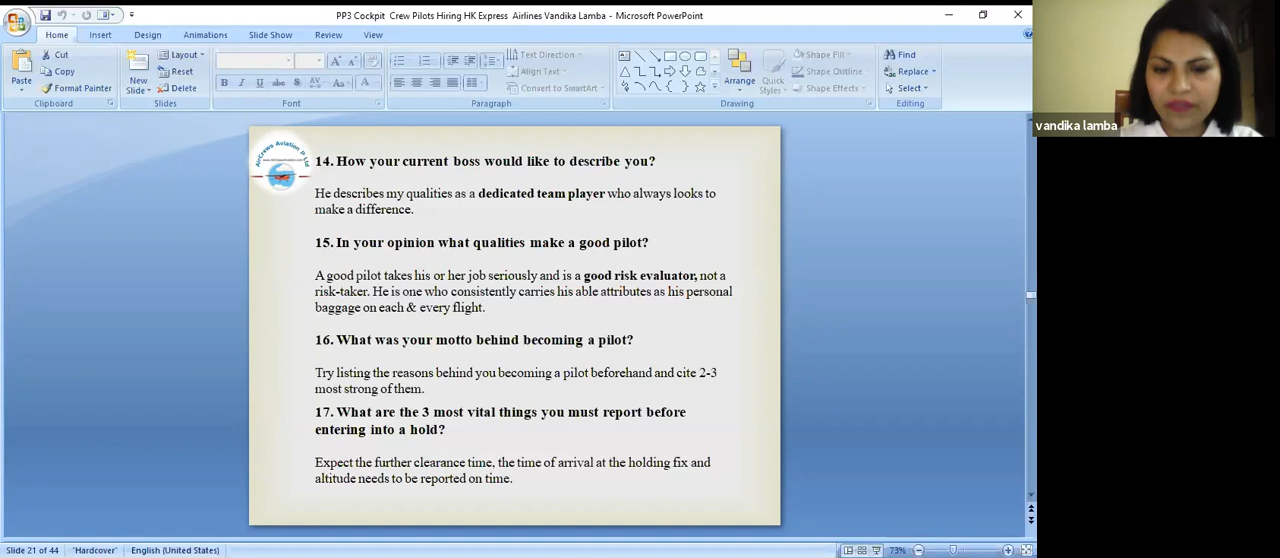 PP3 Cockpit Crew Pilots Hiring HK Express Airlines Vandika Lamba - Microsoft PowerPoint
Home Insert Design Animations Slide Show Review View
Paste
Cut
Copy
Format Painter
Clipboard
New Slide
Layout
Reset
Delete
Slides
B I U abc S AV Aa A
Font
Text Direction
Align Text
Convert to SmartArt
Paragraph
Arrange
Quick Styles
Shape Fill
Shape Outline
Shape Effects
Drawing
Find
Replace
Select
Editing
vandika lamba
AirCrews Aviation P Ltd
www.AirCrewsAviation.com
14. How your current boss would like to describe you?
He describes my qualities as a dedicated team player who always looks to
make a difference.
15. In your opinion what qualities make a good pilot?
A good pilot takes his or her job seriously and is a good risk evaluator, not a
risk-taker. He is one who consistently carries his able attributes as his personal
baggage on each & every flight.
16. What was your motto behind becoming a pilot?
Try listing the reasons behind you becoming a pilot beforehand and cite 2-3
most strong of them.
17. What are the 3 most vital things you must report before
entering into a hold?
Expect the further clearance time, the time of arrival at the holding fix and
altitude needs to be reported on time.
Slide 21 of 44 "Hardcover" English (United States) 73%